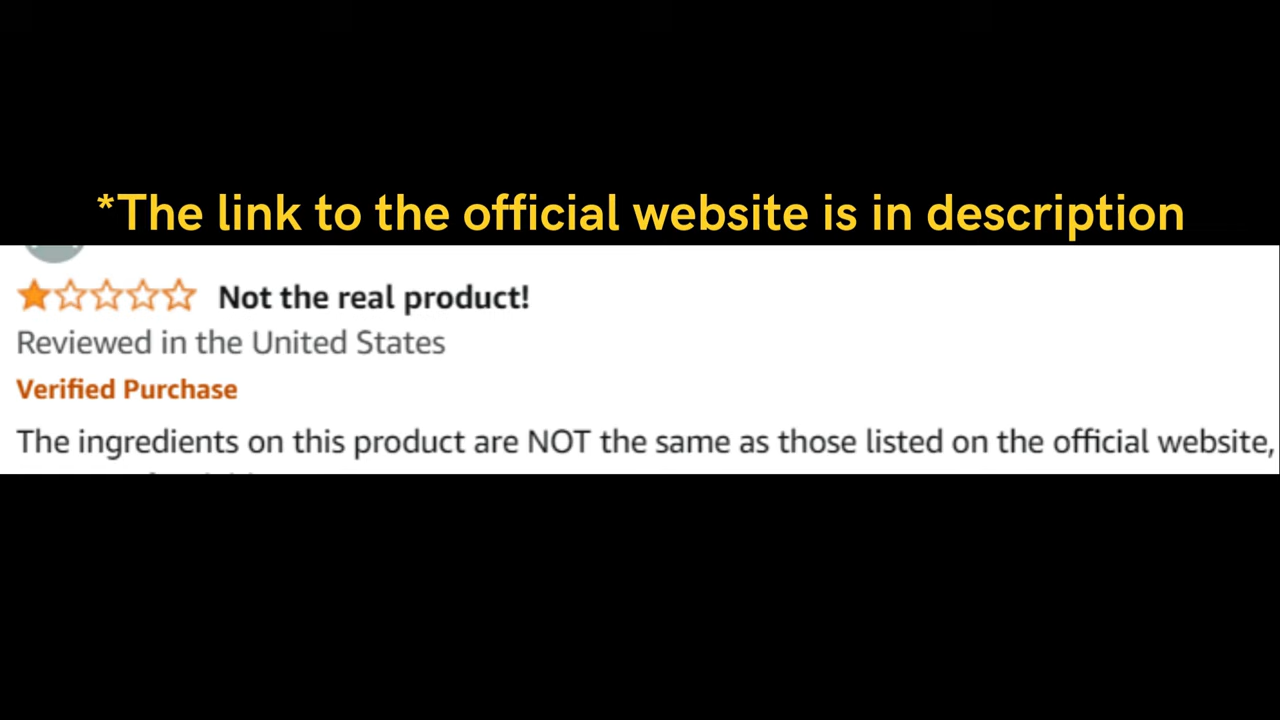 *The link to the official website is in description
Not the real product!
Reviewed in the United States
Verified Purchase
The ingredients on this product are NOT the same as those listed on the official website,